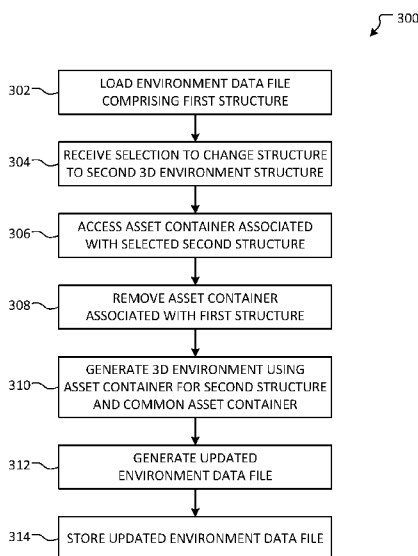 300
302
LOAD ENVIRONMENT DATA FILE
COMPRISING FIRST STRUCTURE
304
RECEIVE SELECTION TO CHANGE STRUCTURE
TO SECOND 3D ENVIRONMENT STRUCTURE
306
ACCESS ASSET CONTAINER ASSOCIATED
WITH SELECTED SECOND STRUCTURE
308
REMOVE ASSET CONTAINER
ASSOCIATED WITH FIRST STRUCTURE
310
GENERATE 3D ENVIRONMENT USING
ASSET CONTAINER FOR SECOND STRUCTURE
AND COMMON ASSET CONTAINER
312
GENERATE UPDATED
ENVIRONMENT DATA FILE
314
STORE UPDATED ENVIRONMENT DATA FILE